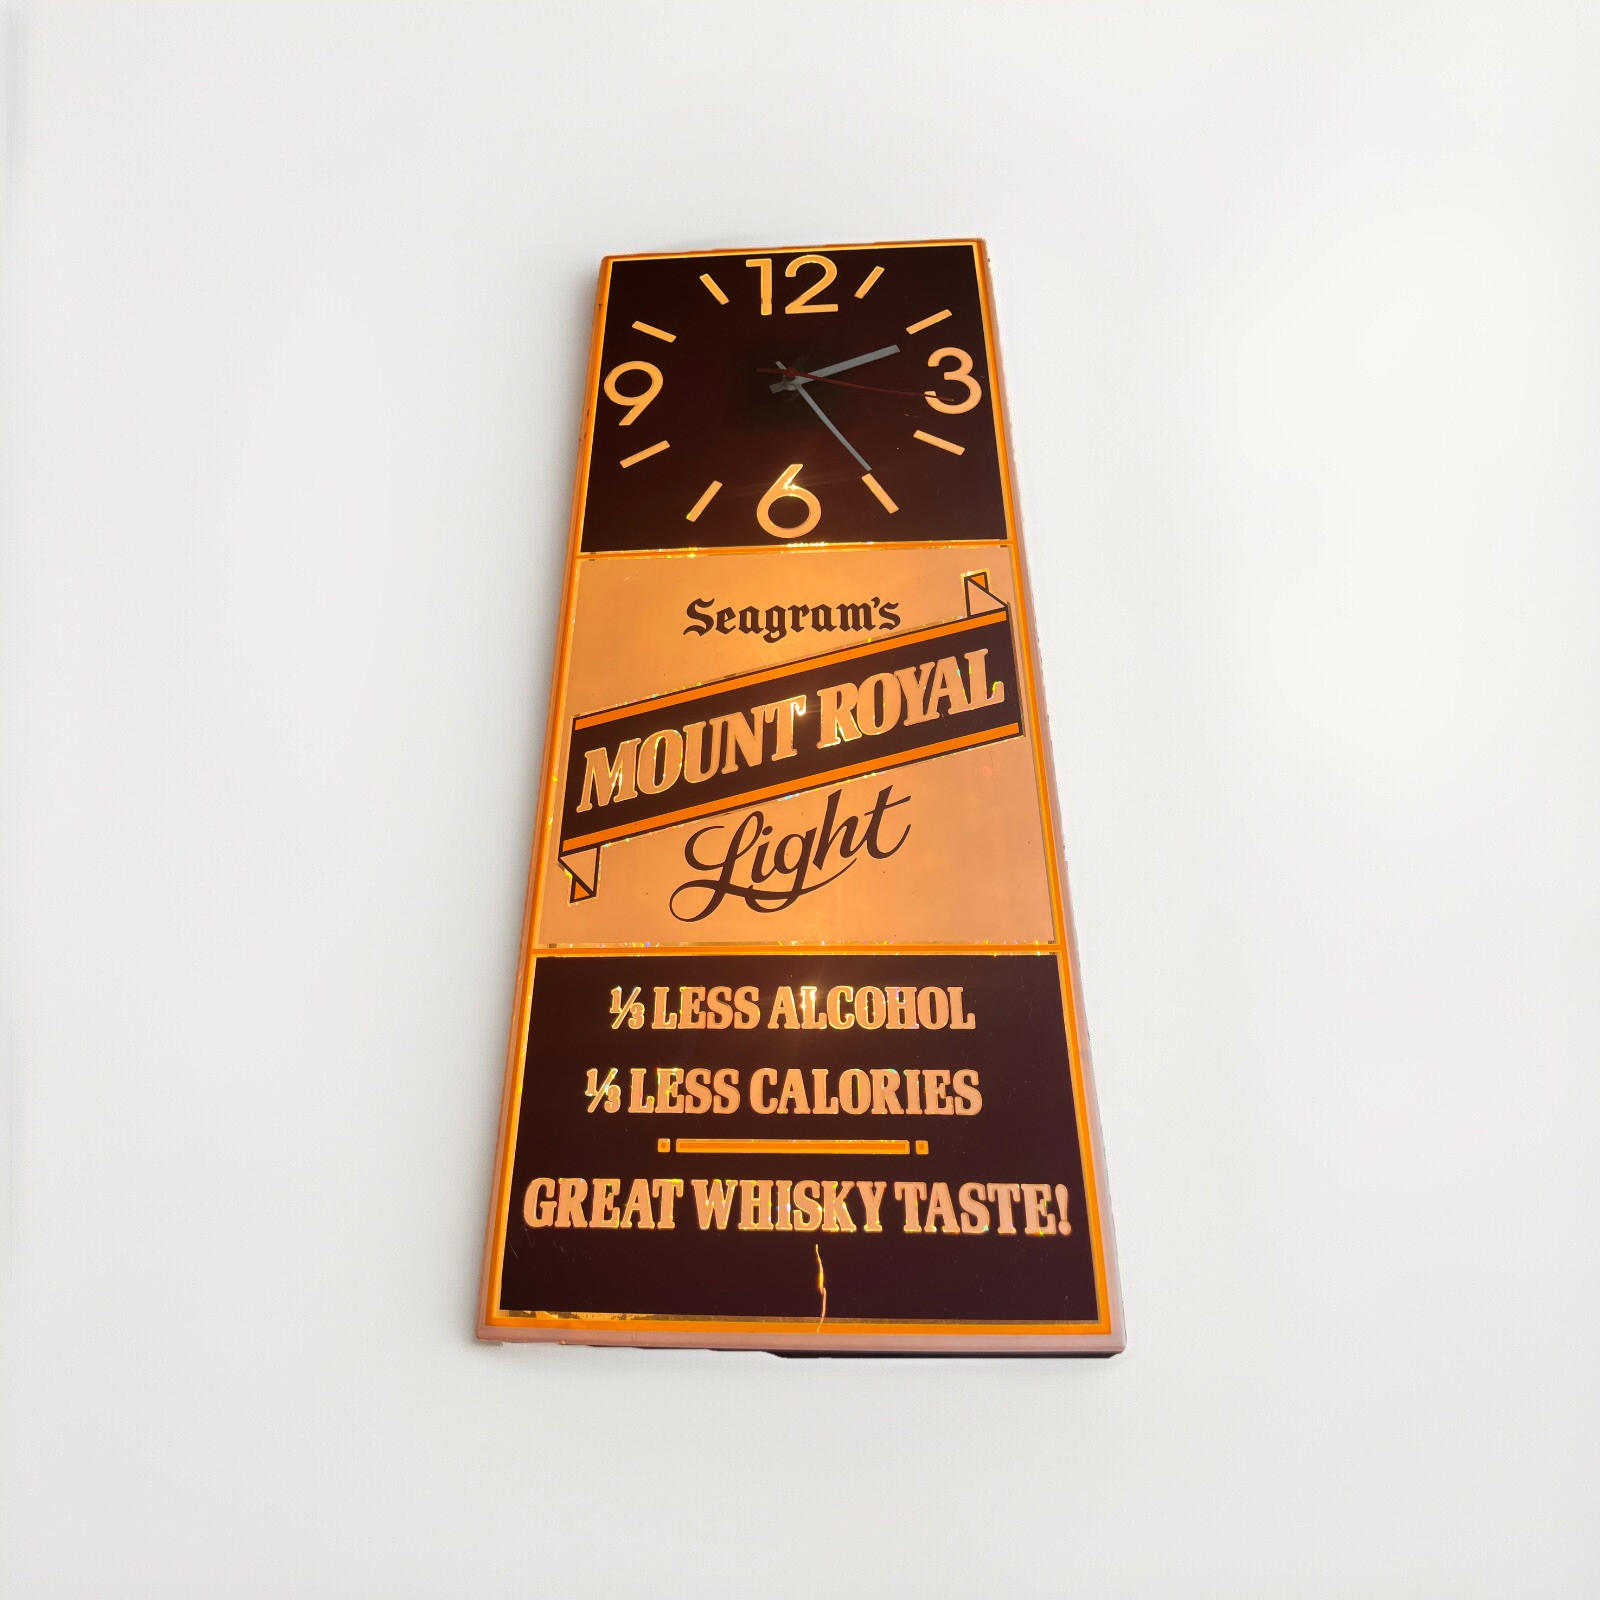 12
9 3
6
Seagram's
MOUNT ROYAL
Light
⅓ LESS ALCOHOL
⅓ LESS CALORIES
GREAT WHISKY TASTE!